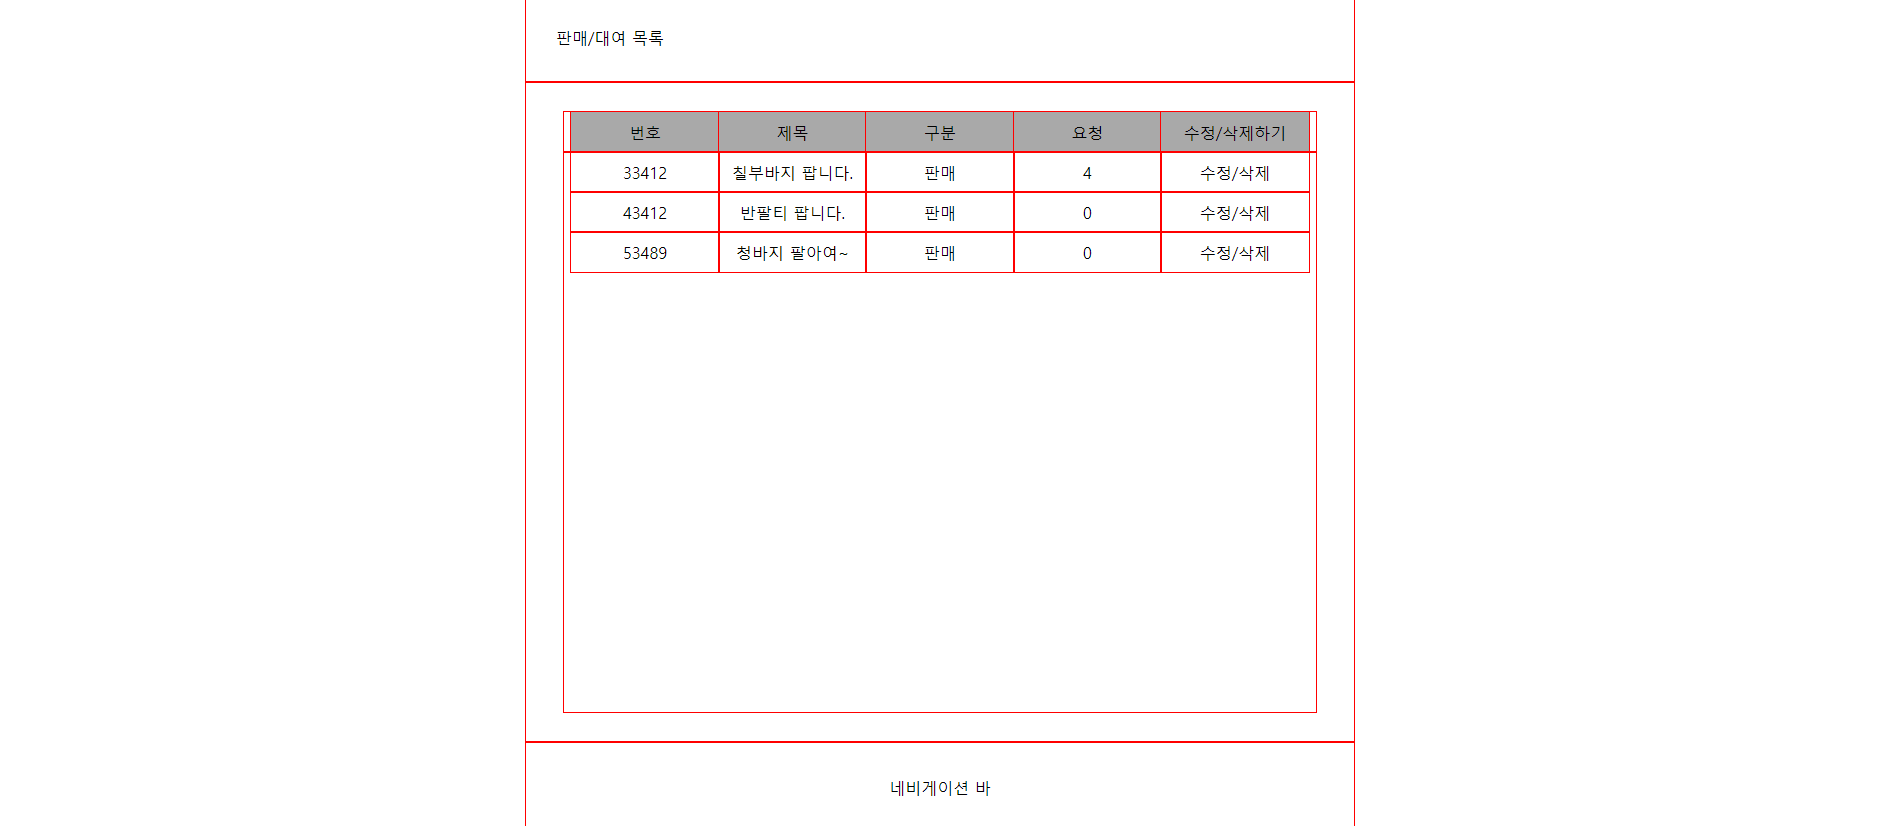 판매/대여 목록
번호 제목 구분 요청 수정/삭제하기
33412 칠부바지 팝니다. 판매 4 수정/삭제
43412 반팔티 팝니다. 판매 0 수정/삭제
53489 청바지 팔아여~ 판매 0 수정/삭제
네비게이션 바